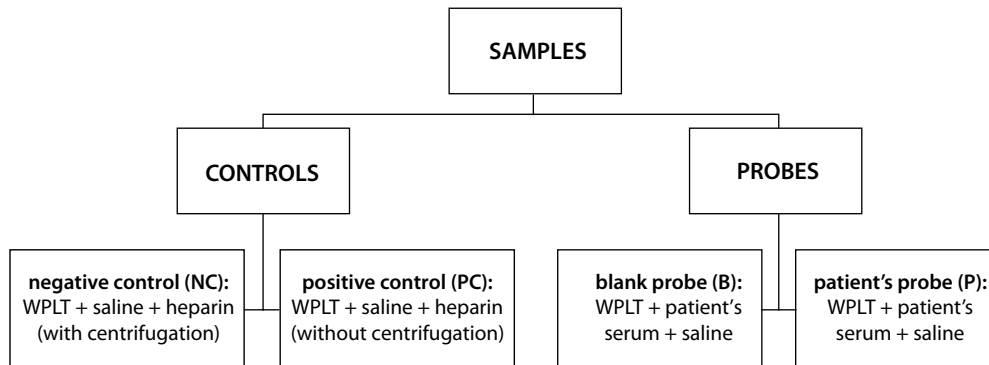 SAMPLES
CONTROLS
PROBES
negative control (NC):
WPLT + saline + heparin
(with centrifugation)
positive control (PC):
WPLT + saline + heparin
(without centrifugation)
blank probe (B):
WPLT + patient's
serum + saline
patient's probe (P):
WPLT + patient's
serum + saline